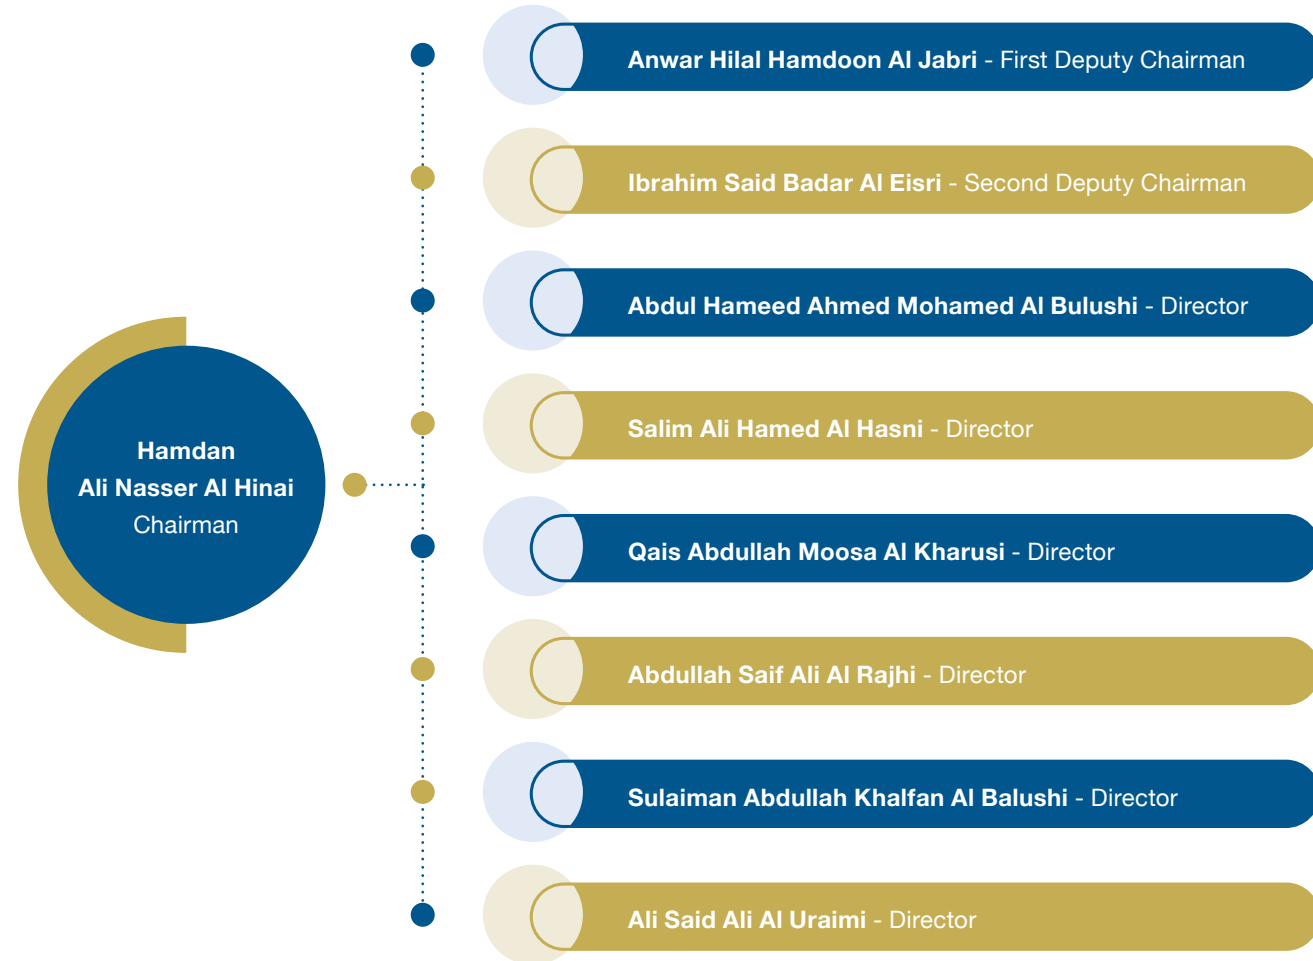 Hamdan
Ali Nasser Al Hinai
Chairman
Anwar Hilal Hamdoon Al Jabri - First Deputy Chairman
Ibrahim Said Badar Al Eisri - Second Deputy Chairman
Abdul Hameed Ahmed Mohamed Al Bulushi - Director
Salim Ali Hamed Al Hasni - Director
Qais Abdullah Moosa Al Kharusi - Director
Abdullah Saif Ali Al Rajhi - Director
Sulaiman Abdullah Khalfan Al Balushi - Director
Ali Said Ali Al Uraimi - Director